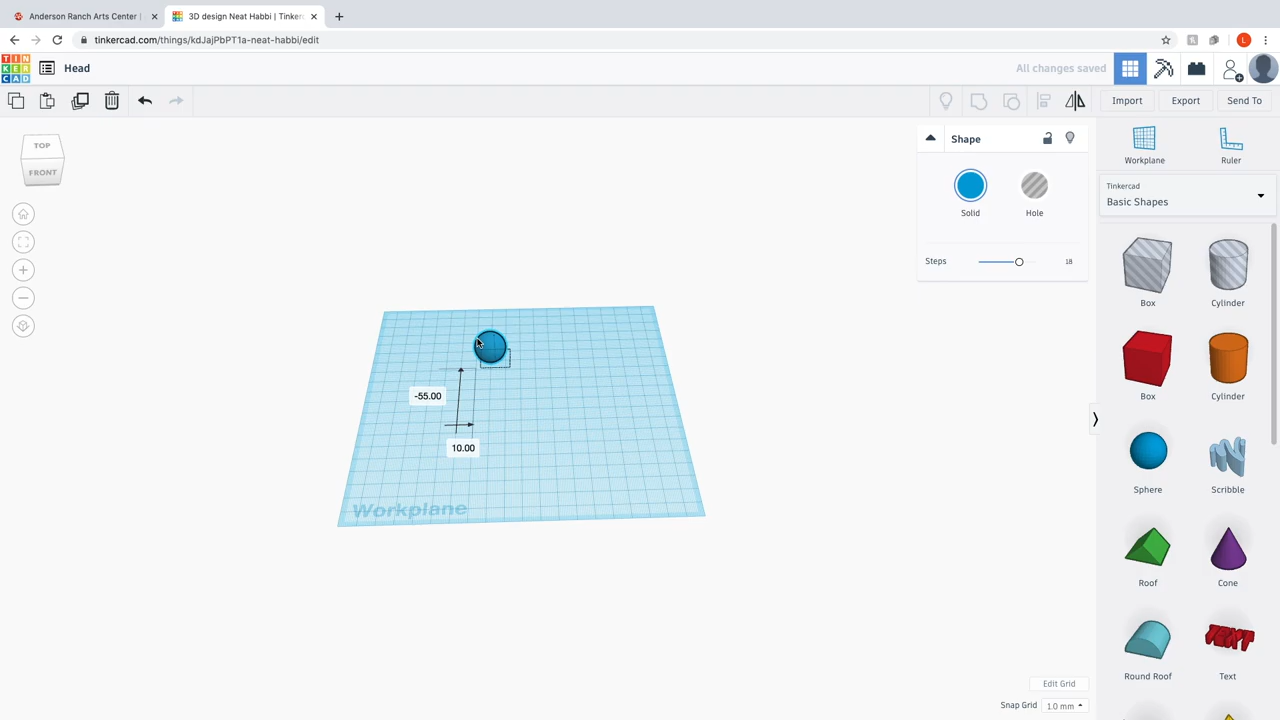 Anderson Ranch Arts Center |
3D design Neat Habbi | Tinkerc
tinkercad.com/things/kdJajPbPT1a-neat-habbi/edit
L
TIN
KER
CAD
Head
All changes saved
Import
Export
Send To
TOP
FRONT
Shape
Solid
Hole
Steps
18
Workplane
Ruler
Tinkercad
Basic Shapes
Box
Cylinder
Box
Cylinder
Sphere
Scribble
Roof
Cone
TEXT
Round Roof
Text
-55.00
10.00
Workplane
Edit Grid
Snap Grid
1.0 mm